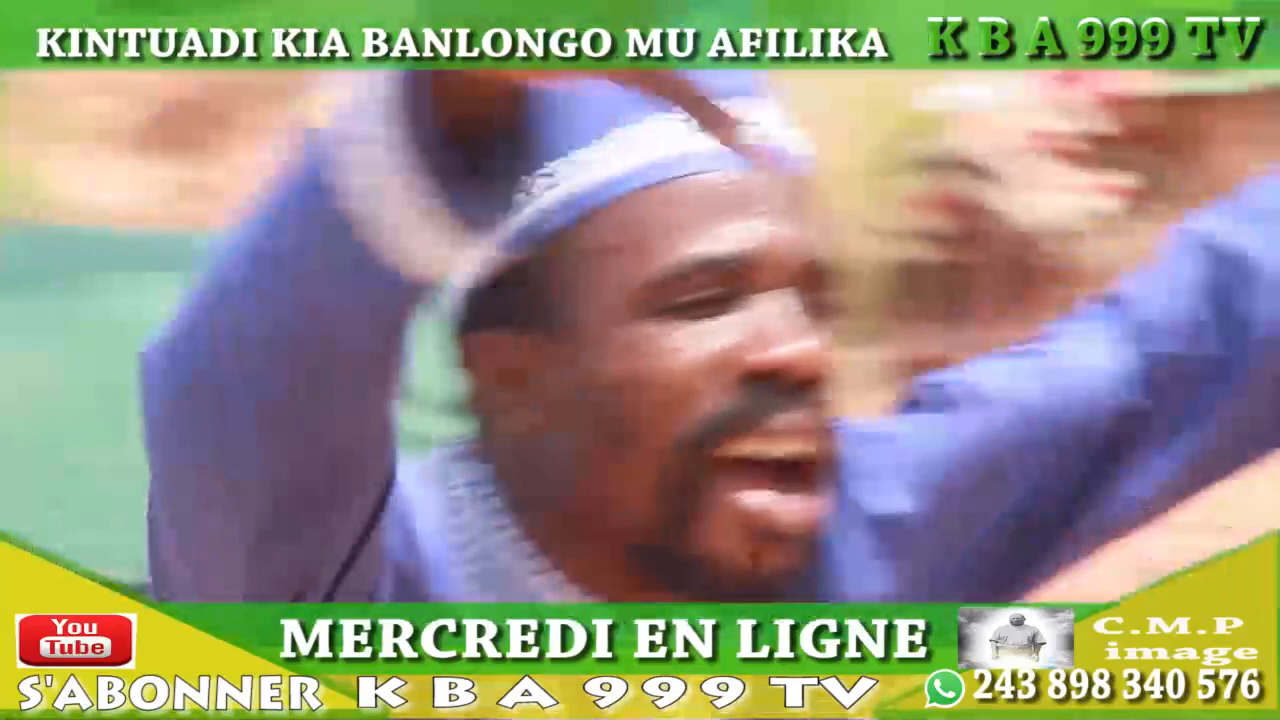 KINTUADI KIA BANLONGO MU AFILIKA
K B A 999 TV
MERCREDI EN LIGNE
You
Tube
C.M.P
image
S'ABONNER K B A 999 TV
243 898 340 576